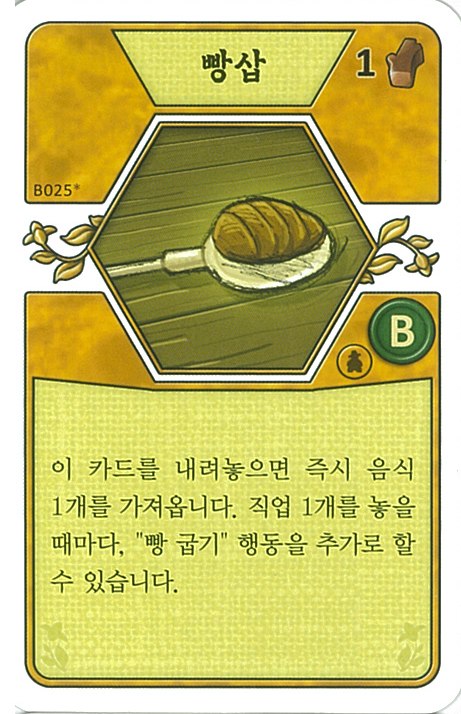 빵삽
1
B025*
B
이 카드를 내려놓으면 즉시 음식
1개를 가져옵니다. 직업 1개를 놓을
때마다, "빵 굽기" 행동을 추가로 할
수 있습니다.